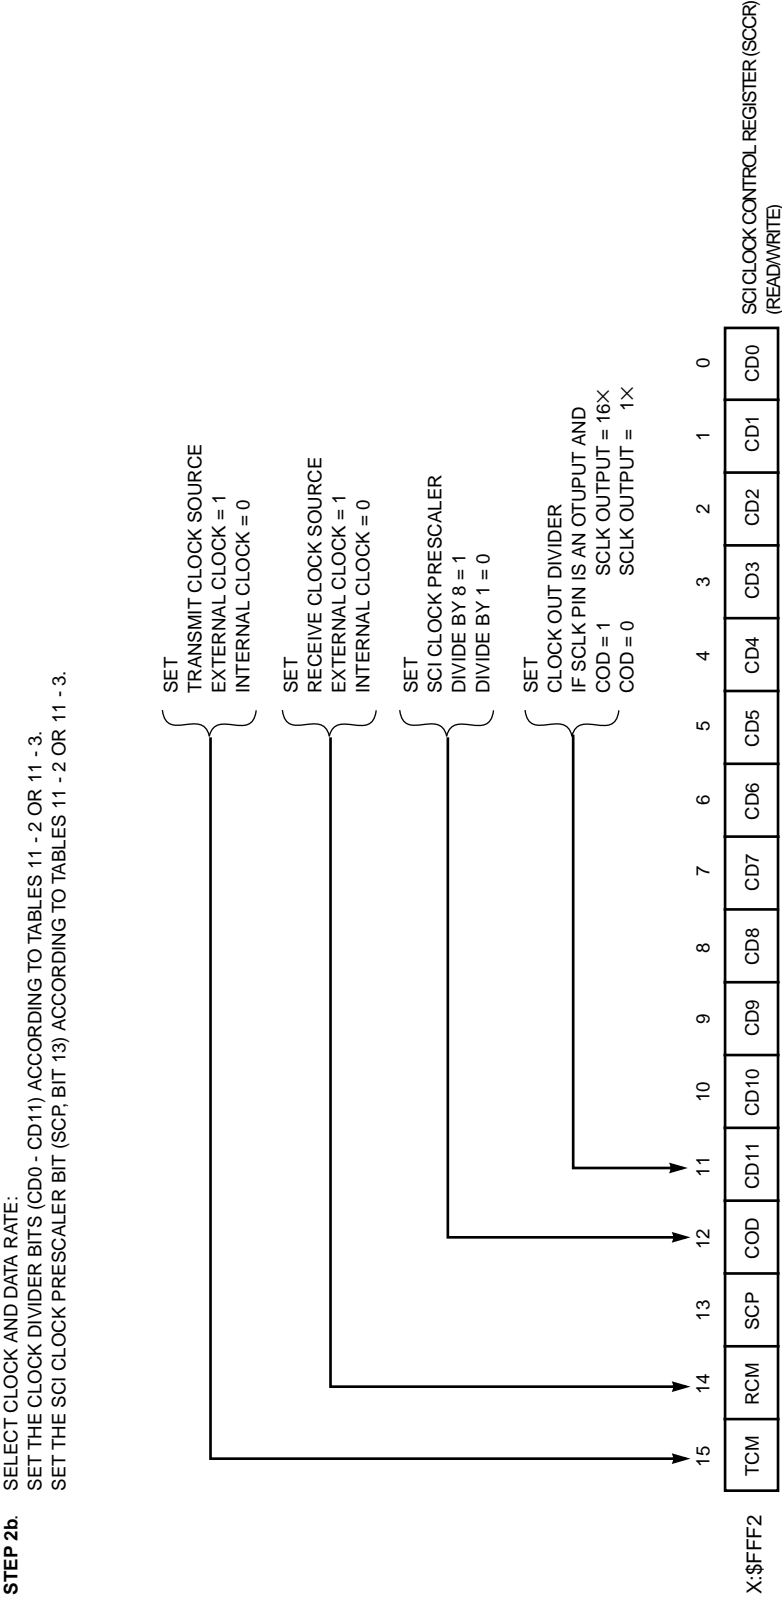 STEP 2b. SELECT CLOCK AND DATA RATE:
SET THE CLOCK DIVIDER BITS (CD0 - CD11) ACCORDING TO TABLES 11 - 2 OR 11 - 3.
SET THE SCI CLOCK PRESCALER BIT (SCP, BIT 13) ACCORDING TO TABLES 11 - 2 OR 11 - 3.
SET
TRANSMIT CLOCK SOURCE
EXTERNAL CLOCK = 1
INTERNAL CLOCK = 0
SET
RECEIVE CLOCK SOURCE
EXTERNAL CLOCK = 1
INTERNAL CLOCK = 0
SET
SCI CLOCK PRESCALER
DIVIDE BY 8 = 1
DIVIDE BY 1 = 0
SET
CLOCK OUT DIVIDER
IF SCLK PIN IS AN OTUPUT AND
COD = 1 SCLK OUTPUT = 16×
COD = 0 SCLK OUTPUT = 1×
15 14 13 12 11 10 9 8 7 6 5 4 3 2 1 0
X:$FFF2 TCM RCM SCP COD CD11 CD10 CD9 CD8 CD7 CD6 CD5 CD4 CD3 CD2 CD1 CD0 SCI CLOCK CONTROL REGISTER (SCCR)
(READ/WRITE)